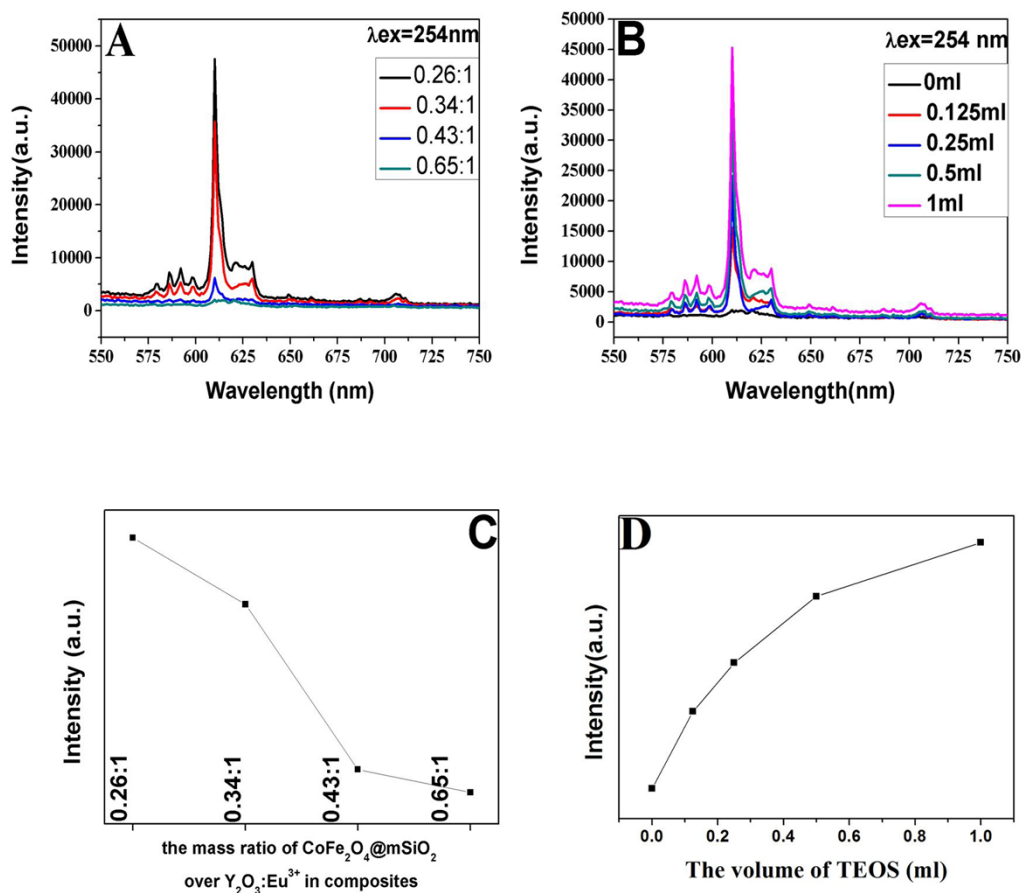 A
λex=254nm
0.26:1
0.34:1
0.43:1
0.65:1
50000
40000
30000
20000
10000
0
Intensity(a.u.)
550 575 600 625 650 675 700 725 750
Wavelength (nm)
B
λex=254 nm
0ml
0.125ml
0.25ml
0.5ml
1ml
50000
45000
40000
35000
30000
25000
20000
15000
10000
5000
0
Intensity(a.u.)
550 575 600 625 650 675 700 725 750
Wavelength(nm)
C
Intensity (a.u.)
0.26:1
0.34:1
0.43:1
0.65:1
the mass ratio of CoFe₂O₄@mSiO₂
over Y₂O₃:Eu³⁺ in composites
D
Intensity(a.u.)
0.0 0.2 0.4 0.6 0.8 1.0
The volume of TEOS (ml)